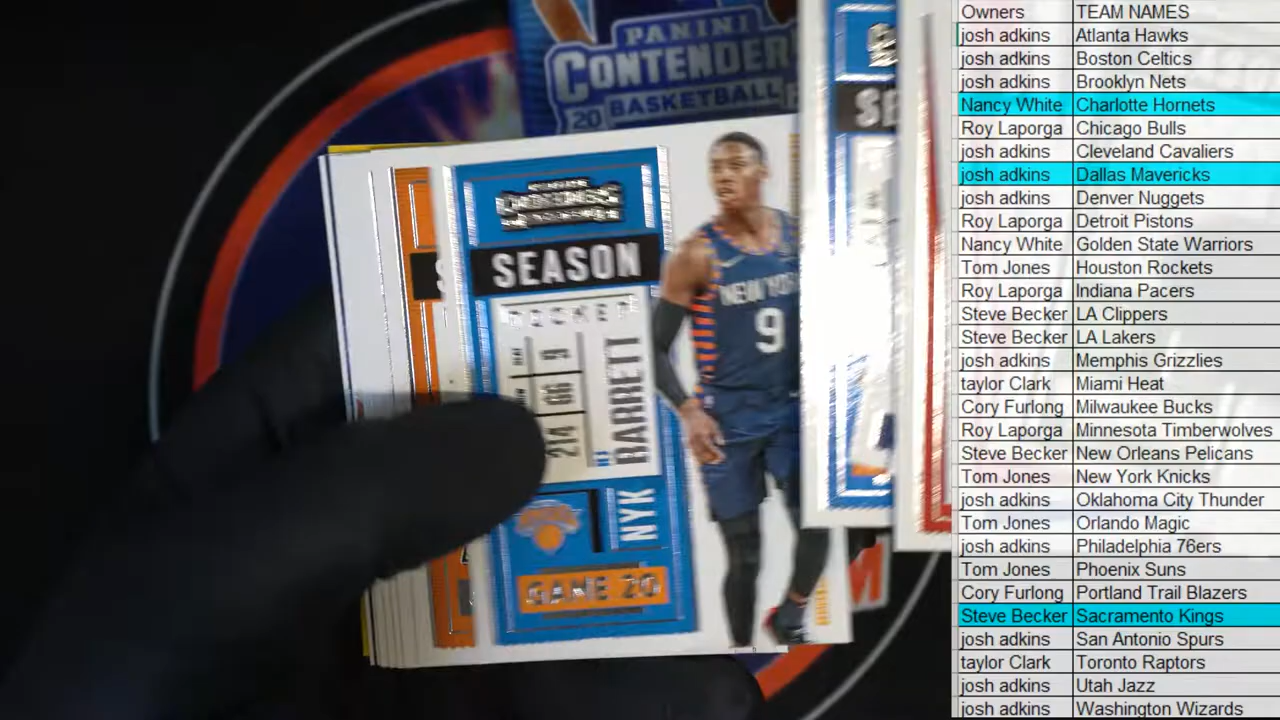 PANINI
CONTENDERS
20 BASKETBALL
CONTENDERS
SEASON
TICKET
BARRETT
214
NYK
GAME 20
NEW YORK
9
SE
Owners TEAM NAMES
josh adkins Atlanta Hawks
josh adkins Boston Celtics
josh adkins Brooklyn Nets
Nancy White Charlotte Hornets
Roy Laporga Chicago Bulls
josh adkins Cleveland Cavaliers
josh adkins Dallas Mavericks
josh adkins Denver Nuggets
Roy Laporga Detroit Pistons
Nancy White Golden State Warriors
Tom Jones Houston Rockets
Roy Laporga Indiana Pacers
Steve Becker LA Clippers
Steve Becker LA Lakers
josh adkins Memphis Grizzlies
taylor Clark Miami Heat
Cory Furlong Milwaukee Bucks
Roy Laporga Minnesota Timberwolves
Steve Becker New Orleans Pelicans
Tom Jones New York Knicks
josh adkins Oklahoma City Thunder
Tom Jones Orlando Magic
josh adkins Philadelphia 76ers
Tom Jones Phoenix Suns
Cory Furlong Portland Trail Blazers
Steve Becker Sacramento Kings
josh adkins San Antonio Spurs
taylor Clark Toronto Raptors
josh adkins Utah Jazz
josh adkins Washington Wizards